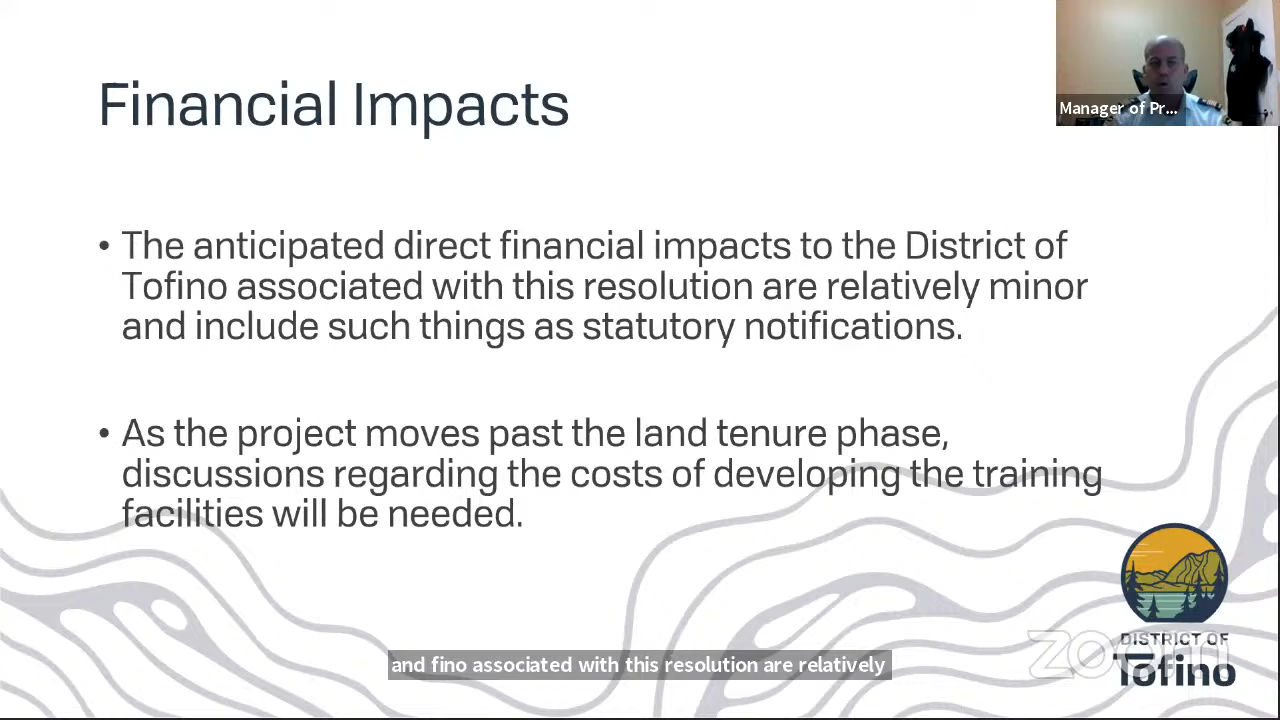 Financial Impacts
Manager of Pr...
• The anticipated direct financial impacts to the District of
Tofino associated with this resolution are relatively minor
and include such things as statutory notifications.
• As the project moves past the land tenure phase,
discussions regarding the costs of developing the training
facilities will be needed.
DISTRICT OF
Tofino
zoom
and fino associated with this resolution are relatively